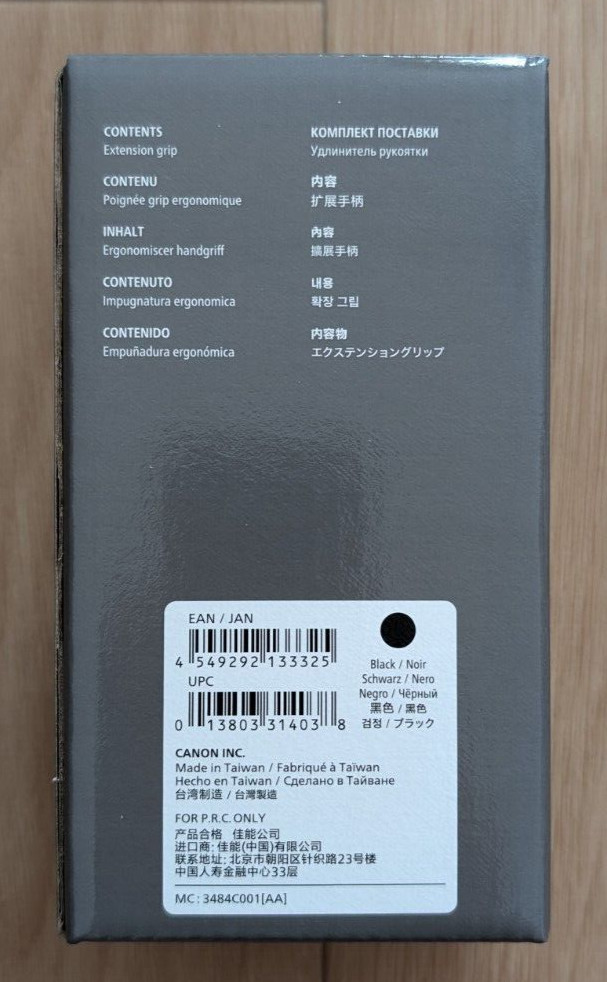 CONTENTS
Extension grip
CONTENU
Poignée grip ergonomique
INHALT
Ergonomiscer handgriff
CONTENUTO
Impugnatura ergonomica
CONTENIDO
Empuñadura ergonómica
КОМПЛЕКТ ПОСТАВКИ
Удлинитель рукоятки
内容
扩展手柄
內容
擴展手柄
내용
확장 그립
内容物
エクステンショングリップ
EAN / JAN
4 549292 133325
UPC
0 13803 31403 8
Black / Noir
Schwarz / Nero
Negro / Чёрный
黑色 / 黑色
검정 / ブラック
CANON INC.
Made in Taiwan / Fabriqué à Taïwan
Hecho en Taiwan / Сделано в Тайване
台湾制造 / 台灣製造
FOR P.R.C. ONLY
产品合格 佳能公司
进口商: 佳能(中国)有限公司
联系地址: 北京市朝阳区针织路23号楼
中国人寿金融中心33层
MC : 3484C001[AA]